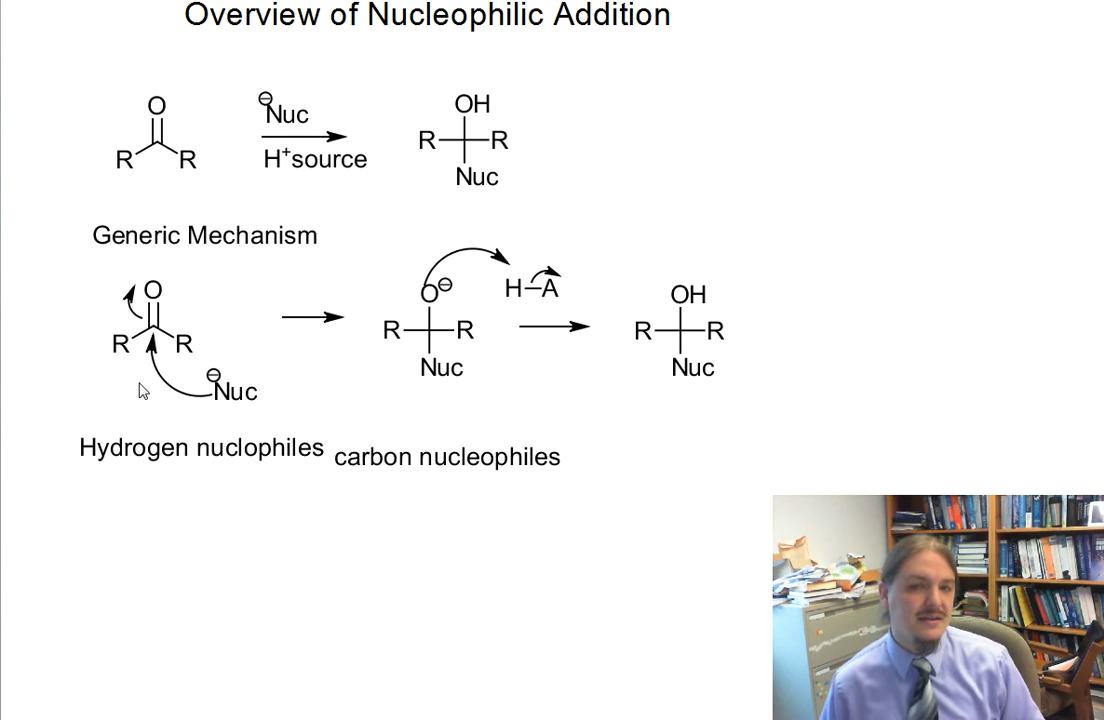 Overview of Nucleophilic Addition
O
R R
⊖Nuc
H+source
OH
R R
Nuc
Generic Mechanism
O
R R
⊖Nuc
O⊖
R R
Nuc
H A
OH
R R
Nuc
Hydrogen nuclophiles
carbon nucleophiles